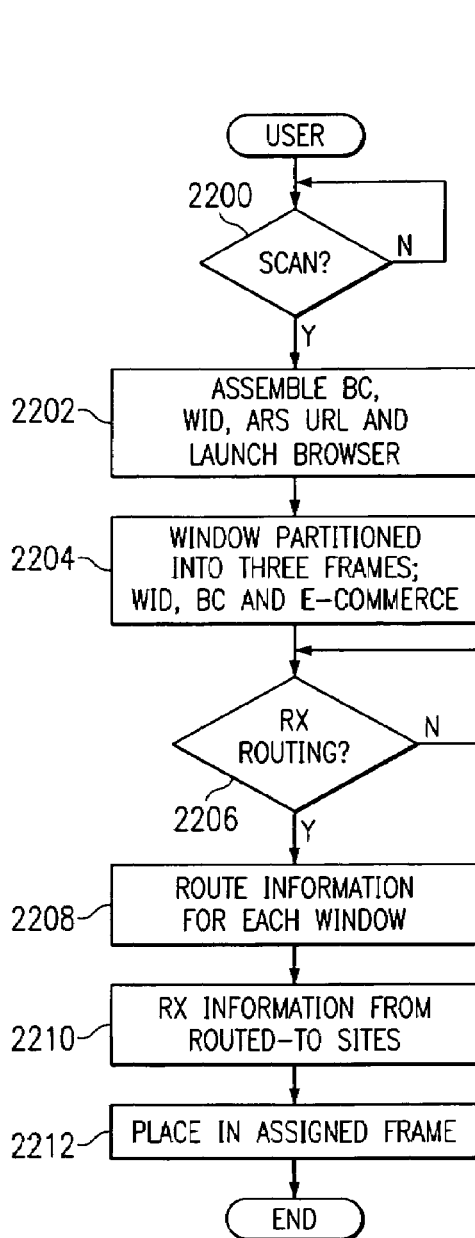 USER
2200
SCAN?
N
Y
2202
ASSEMBLE BC,
WID, ARS URL AND
LAUNCH BROWSER
2204
WINDOW PARTITIONED
INTO THREE FRAMES;
WID, BC AND E-COMMERCE
RX
ROUTING?
N
2206
Y
2208
ROUTE INFORMATION
FOR EACH WINDOW
2210
RX INFORMATION FROM
ROUTED-TO SITES
2212
PLACE IN ASSIGNED FRAME
END